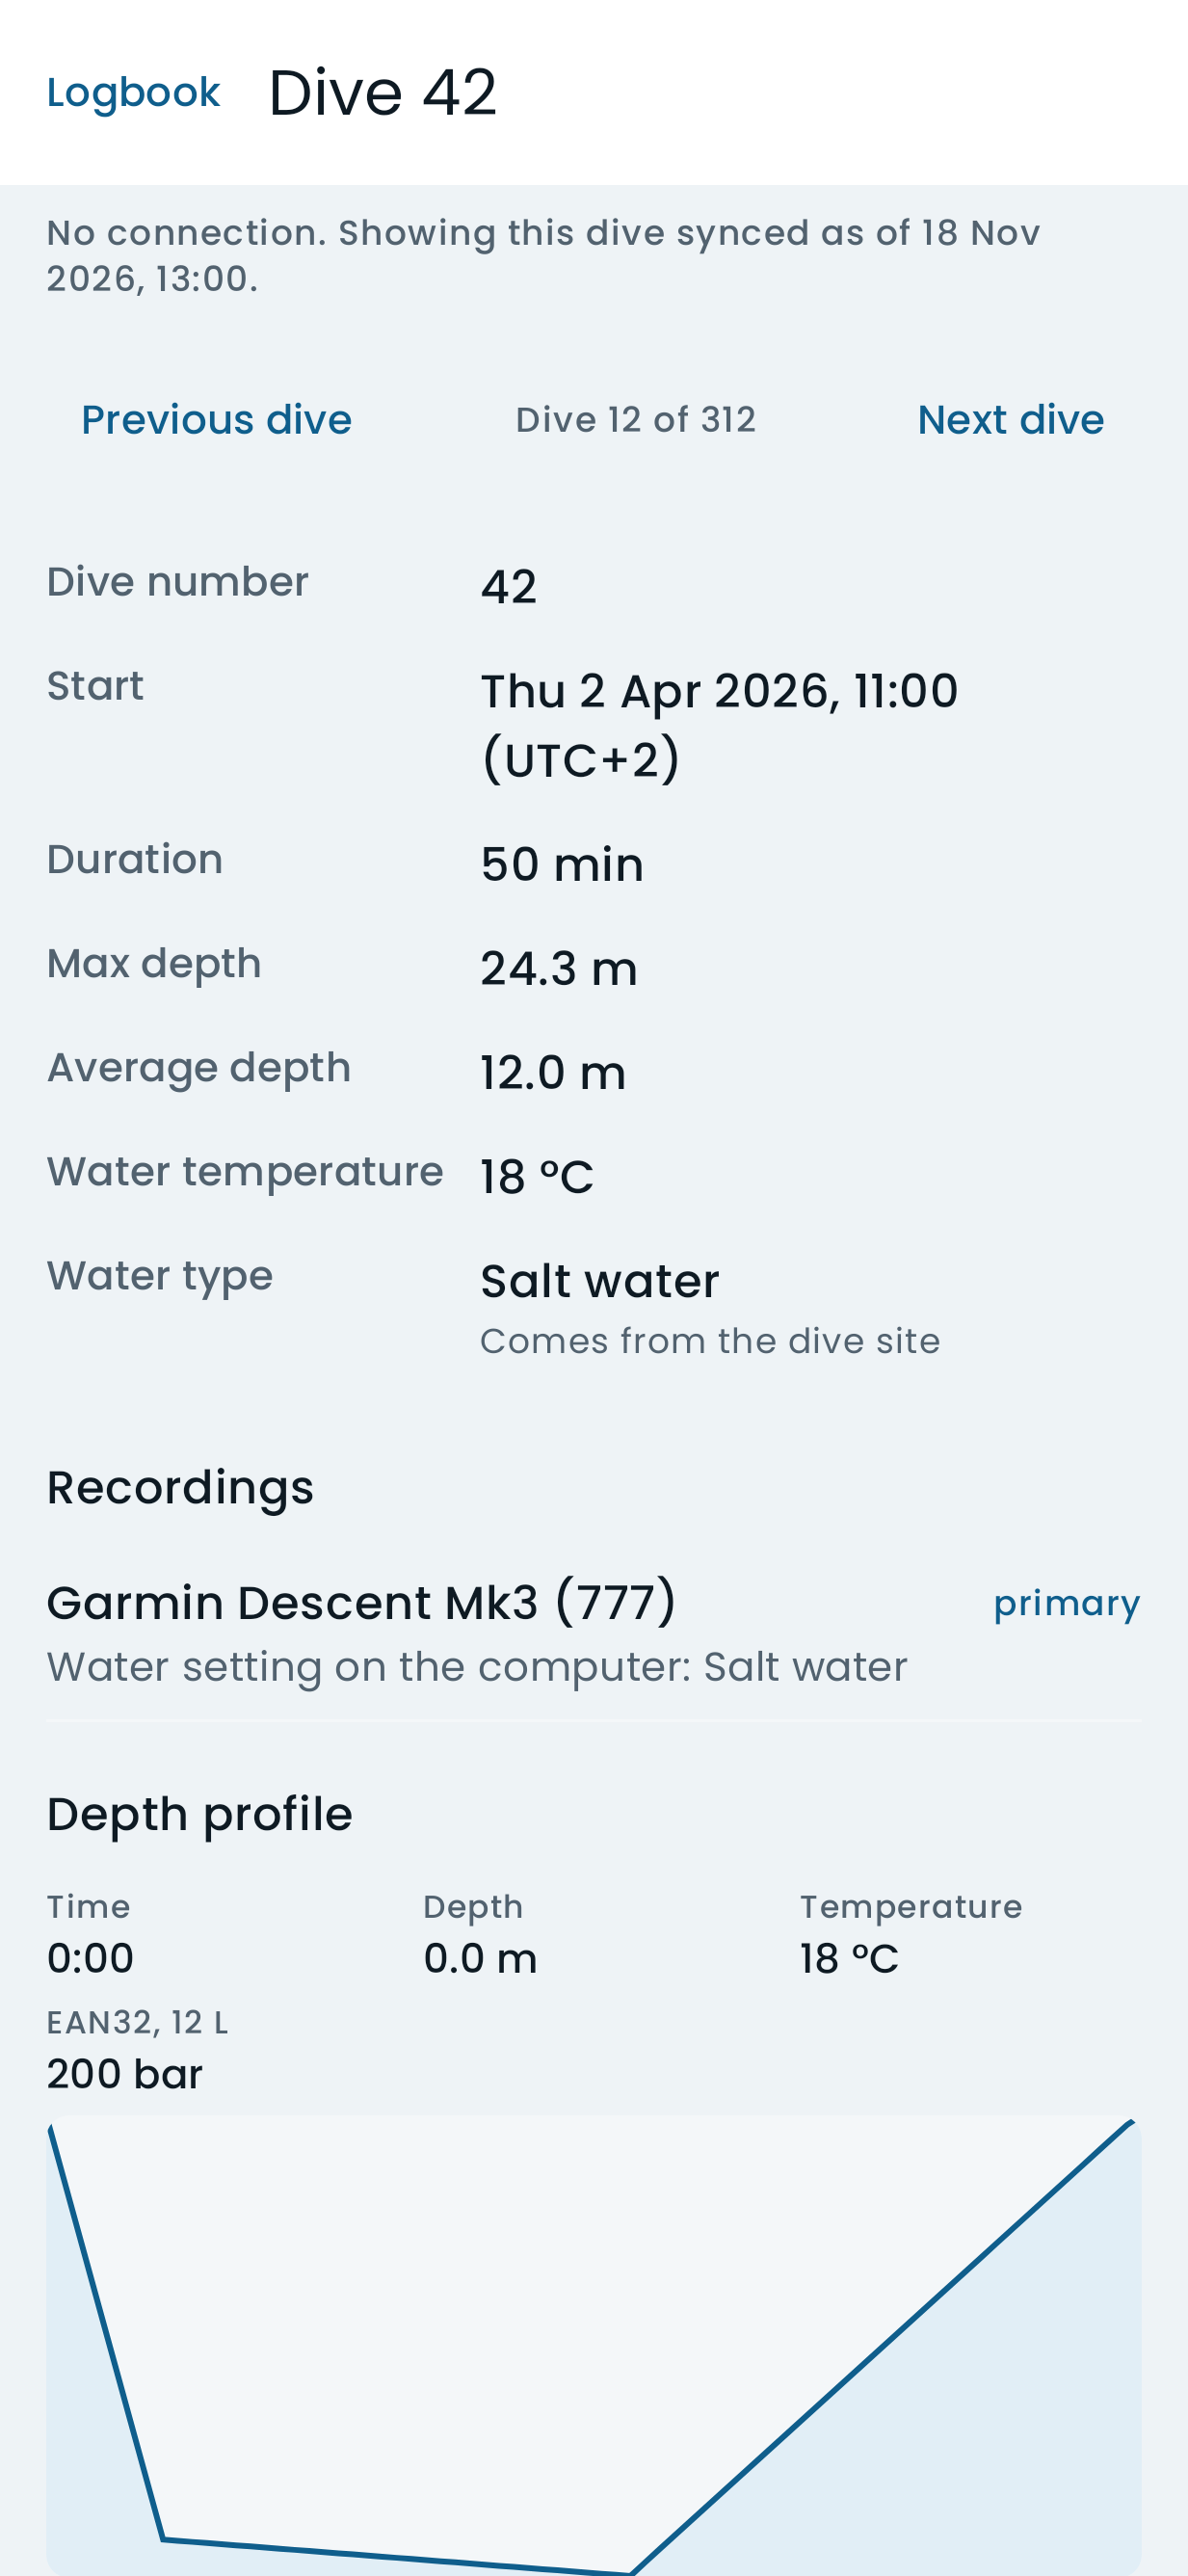 Logbook Dive 42
No connection. Showing this dive synced as of 18 Nov
2026, 13:00.
Previous dive Dive 12 of 312 Next dive
Dive number 42
Start Thu 2 Apr 2026, 11:00
(UTC+2)
Duration 50 min
Max depth 24.3 m
Average depth 12.0 m
Water temperature 18 °C
Water type Salt water
Comes from the dive site
Recordings
Garmin Descent Mk3 (777) primary
Water setting on the computer: Salt water
Depth profile
Time Depth Temperature
0:00 0.0 m 18 °C
EAN32, 12 L
200 bar